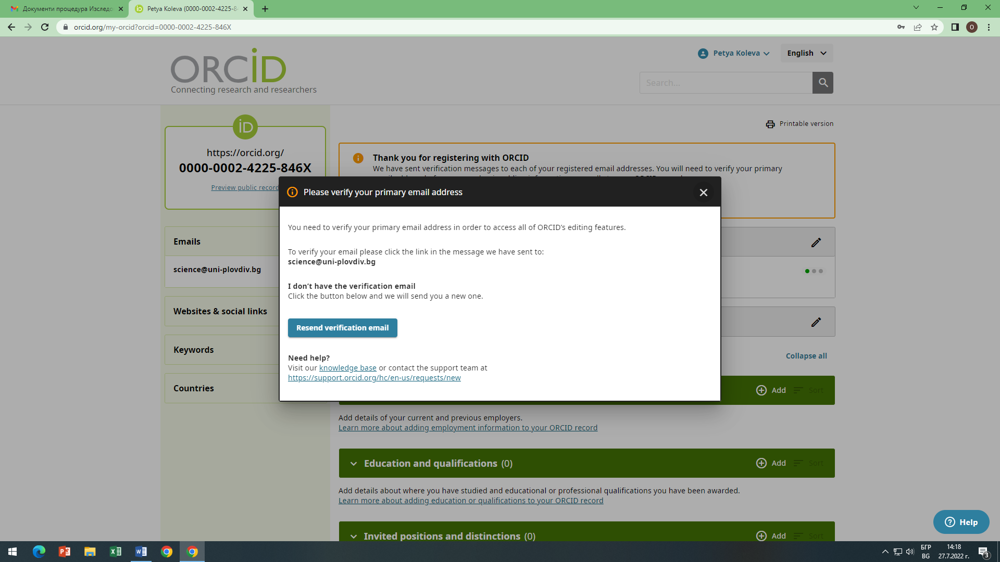 Документи процедура Изследо
Petya Koleva (0000-0002-4225-8
orcid.org/my-orcid?orcid=0000-0002-4225-846X
O
ORCID
Connecting research and researchers
Petya Koleva
English
Search...
Printable version
iD
https://orcid.org/
0000-0002-4225-846X
Preview public record
Thank you for registering with ORCID
We have sent verification messages to each of your registered email addresses. You will need to verify your primary
Please verify your primary email address
You need to verify your primary email address in order to access all of ORCID's editing features.
To verify your email please click the link in the message we have sent to:
science@uni-plovdiv.bg
I don't have the verification email
Click the button below and we will send you a new one.
Resend verification email
Need help?
Visit our knowledge base or contact the support team at
https://support.orcid.org/hc/en-us/requests/new
Emails
science@uni-plovdiv.bg
Websites & social links
Keywords
Countries
Collapse all
Add Sort
Add details of your current and previous employers.
Learn more about adding employment information to your ORCID record
Education and qualifications (0)
Add Sort
Add details about where you have studied and educational or professional qualifications you have been awarded.
Learn more about adding education or qualifications to your ORCID record
Invited positions and distinctions (0)
Add Sort
Help
БГР
BG
14:18
27.7.2022 г.
3